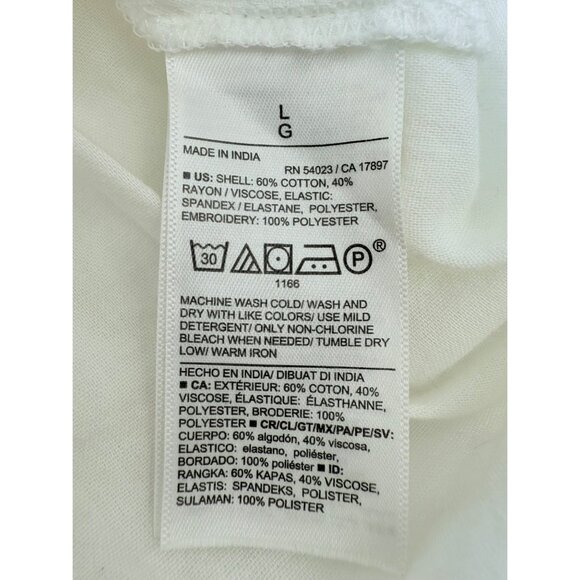 L
G
MADE IN INDIA
RN 54023 / CA 17897
■ US: SHELL: 60% COTTON, 40%
RAYON / VISCOSE, ELASTIC:
SPANDEX / ELASTANE, POLYESTER,
EMBROIDERY: 100% POLYESTER
30 P ®
1166
MACHINE WASH COLD/ WASH AND
DRY WITH LIKE COLORS/ USE MILD
DETERGENT/ ONLY NON-CHLORINE
BLEACH WHEN NEEDED/ TUMBLE DRY
LOW/ WARM IRON
HECHO EN INDIA/ DIBUAT DI INDIA
■ CA: EXTÉRIEUR: 60% COTON, 40%
VISCOSE, ÉLASTIQUE: ÉLASTHANNE,
POLYESTER, BRODERIE: 100%
POLYESTER ■ CR/CL/GT/MX/PA/PE/SV:
CUERPO: 60% algodón, 40% viscosa,
ELASTICO: elastano, poliéster,
BORDADO: 100% poliéster ■ ID:
RANGKA: 60% KAPAS, 40% VISCOSE,
ELASTIS: SPANDEKS, POLISTER,
SULAMAN: 100% POLISTER